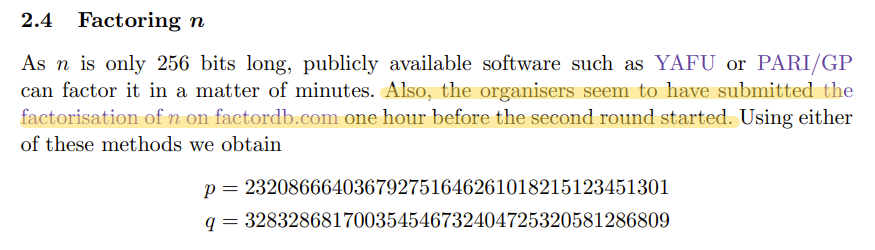 2.4 Factoring n
As n is only 256 bits long, publicly available software such as YAFU or PARI/GP
can factor it in a matter of minutes. Also, the organisers seem to have submitted the
factorisation of n on factordb.com one hour before the second round started. Using either
of these methods we obtain
p = 232086664036792751646261018215123451301
q = 328328681700354546732404725320581286809